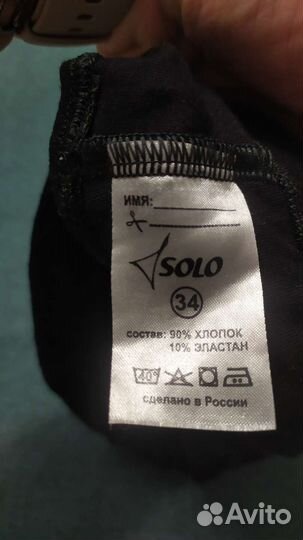 ИМЯ:
SOLO
34
состав: 90% ХЛОПОК
10% ЭЛАСТАН
40°
сделано в России
Avito